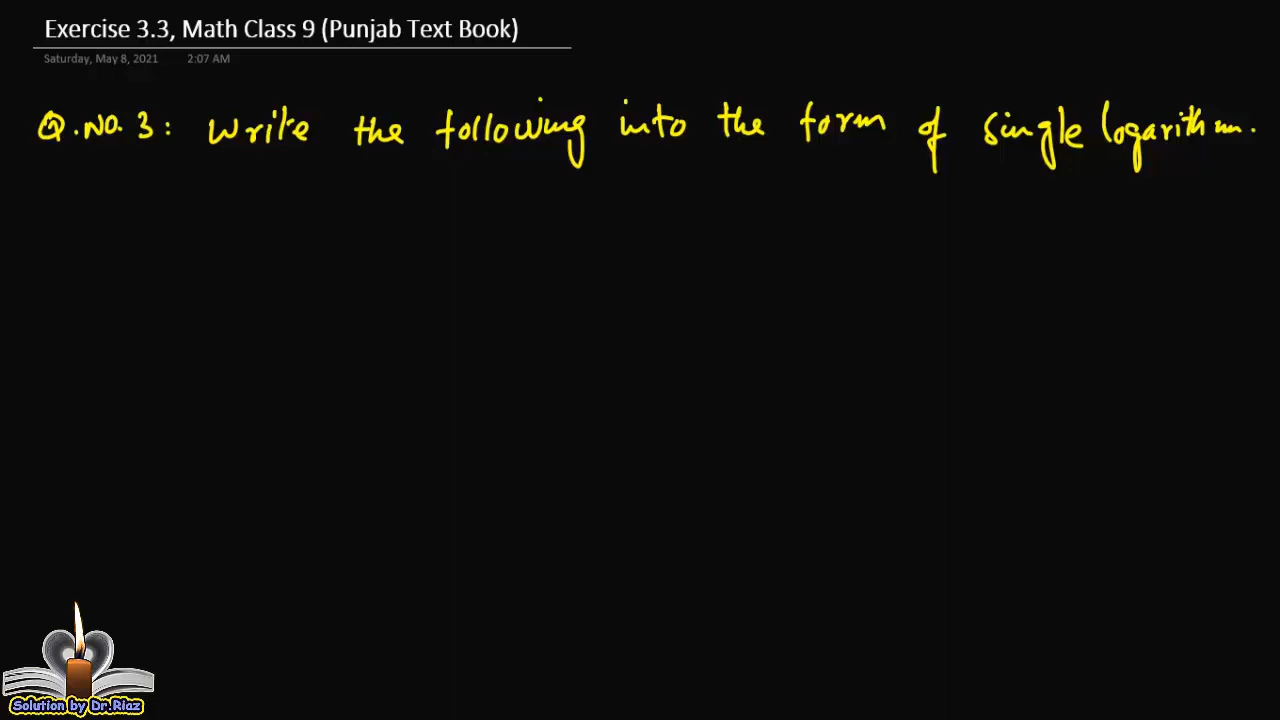 Exercise 3.3, Math Class 9 (Punjab Text Book)
Saturday, May 8, 2021 2:07 AM
Q.No. 3: Write the following into the form of single logarithm.
Solution by Dr.Riaz